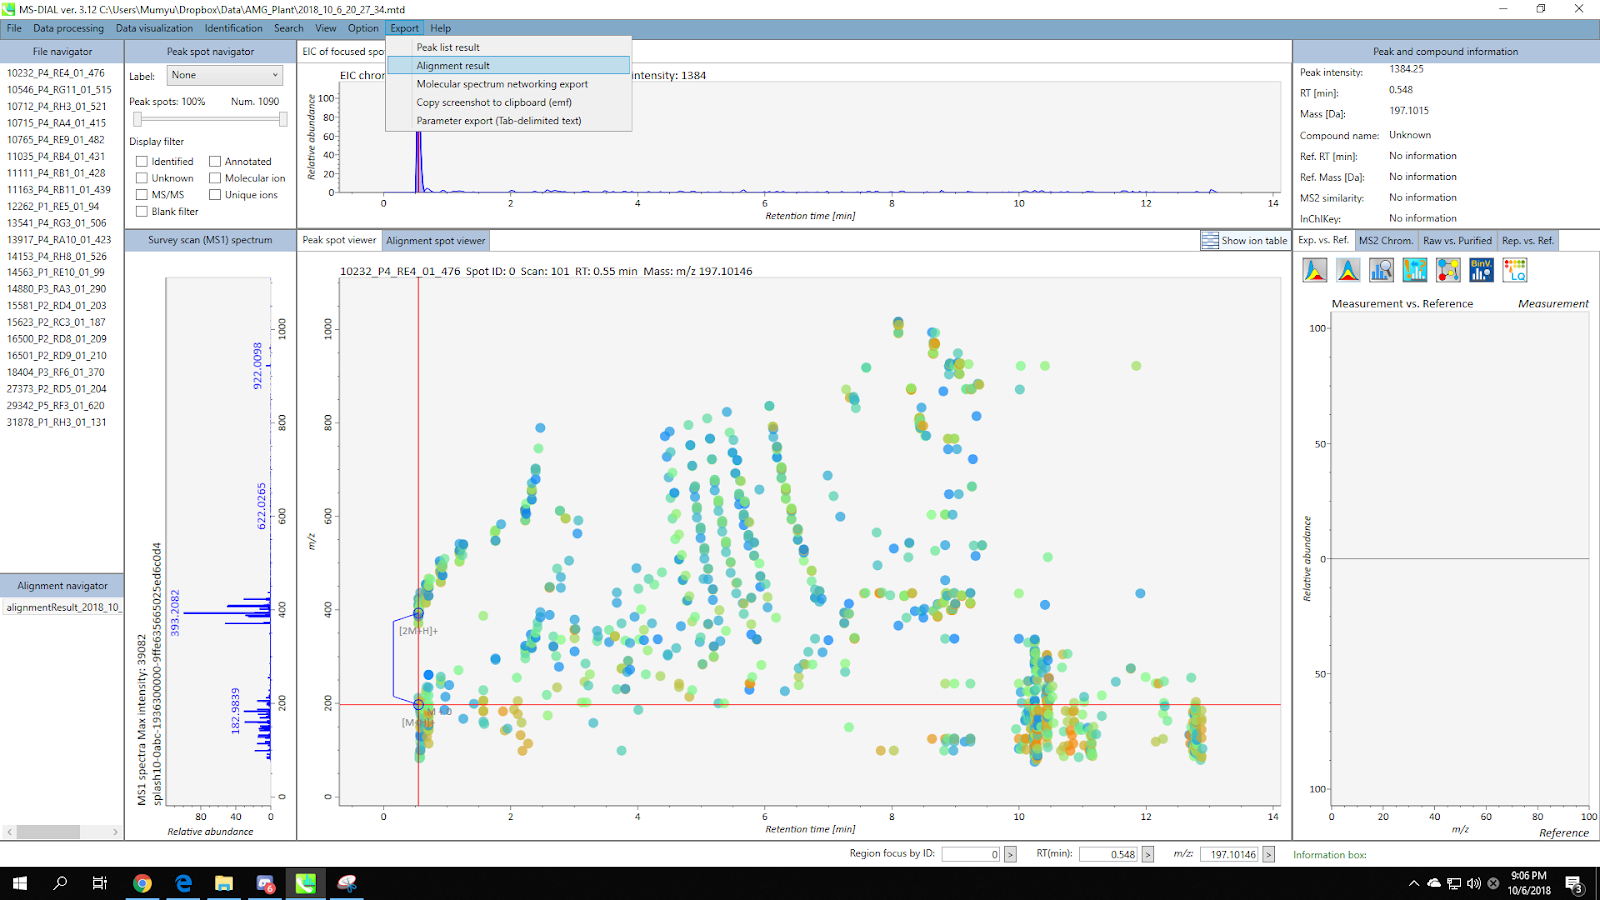 MS-DIAL ver. 3.12 C:\Users\Mumyu\Dropbox\Data\AMG_Plant\2018_10_6_20_27_34.mtd
File Data processing Data visualization Identification Search View Option Export Help
Peak list result
Alignment result
Molecular spectrum networking export
Copy screenshot to clipboard (emf)
Parameter export (Tab-delimited text)
File navigator
10232_P4_RE4_01_476
10546_P4_RG11_01_515
10712_P4_RH3_01_521
10715_P4_RA4_01_415
10765_P4_RE9_01_482
11035_P4_RB4_01_431
11111_P4_RB1_01_428
11163_P4_RB11_01_439
12262_P1_RE5_01_94
13541_P4_RG3_01_506
13917_P4_RA10_01_423
14153_P4_RH8_01_526
14563_P1_RE10_01_99
14880_P3_RA3_01_290
15581_P2_RD4_01_203
15623_P2_RC3_01_187
16500_P2_RD8_01_209
16501_P2_RD9_01_210
18404_P3_RF6_01_370
27373_P2_RD5_01_204
29342_P5_RF3_01_620
31878_P1_RH3_01_131
Alignment navigator
alignmentResult_2018_10_
Peak spot navigator
Label: None
Peak spots: 100% Num. 1090
Display filter
Identified Annotated
Unknown Molecular ion
MS/MS Unique ions
Blank filter
Survey scan (MS1) spectrum
MS1 spectra Max intensity: 39082
922.0098
622.0265
393.2082
182.9839
1000
800
600
400
200
0
80 40 0
Relative abundance
EIC of focused spo
EIC chro
intensity: 1384
Relative abundance
100
80
60
40
20
0
0 2 4 6 8 10 12 14
Retention time [min]
Peak spot viewer Alignment spot viewer Show ion table
10232_P4_RE4_01_476 Spot ID: 0 Scan: 101 RT: 0.55 min Mass: m/z 197.10146
m/z
1000
800
600
400
200
0
[2M+H]+
0 2 4 6 8 10 12 14
Retention time [min]
Peak and compound information
Peak intensity: 1384.25
RT [min]: 0.548
Mass [Da]: 197.1015
Compound name: Unknown
Ref. RT [min]: No information
Ref. Mass [Da]: No information
MS2 similarity: No information
InChIKey: No information
Exp. vs. Ref. MS2 Chrom. Raw vs. Purified Rep. vs. Ref.
BinV.
LQ
Measurement vs. Reference Measurement
Relative abundance
100
50
0
50
100
0 20 40 60 80 100
m/z
Reference
Region focus by ID: 0 > RT(min): 0.548 > m/z: 197.10146 > Information box:
6
9:06 PM
10/6/2018
3